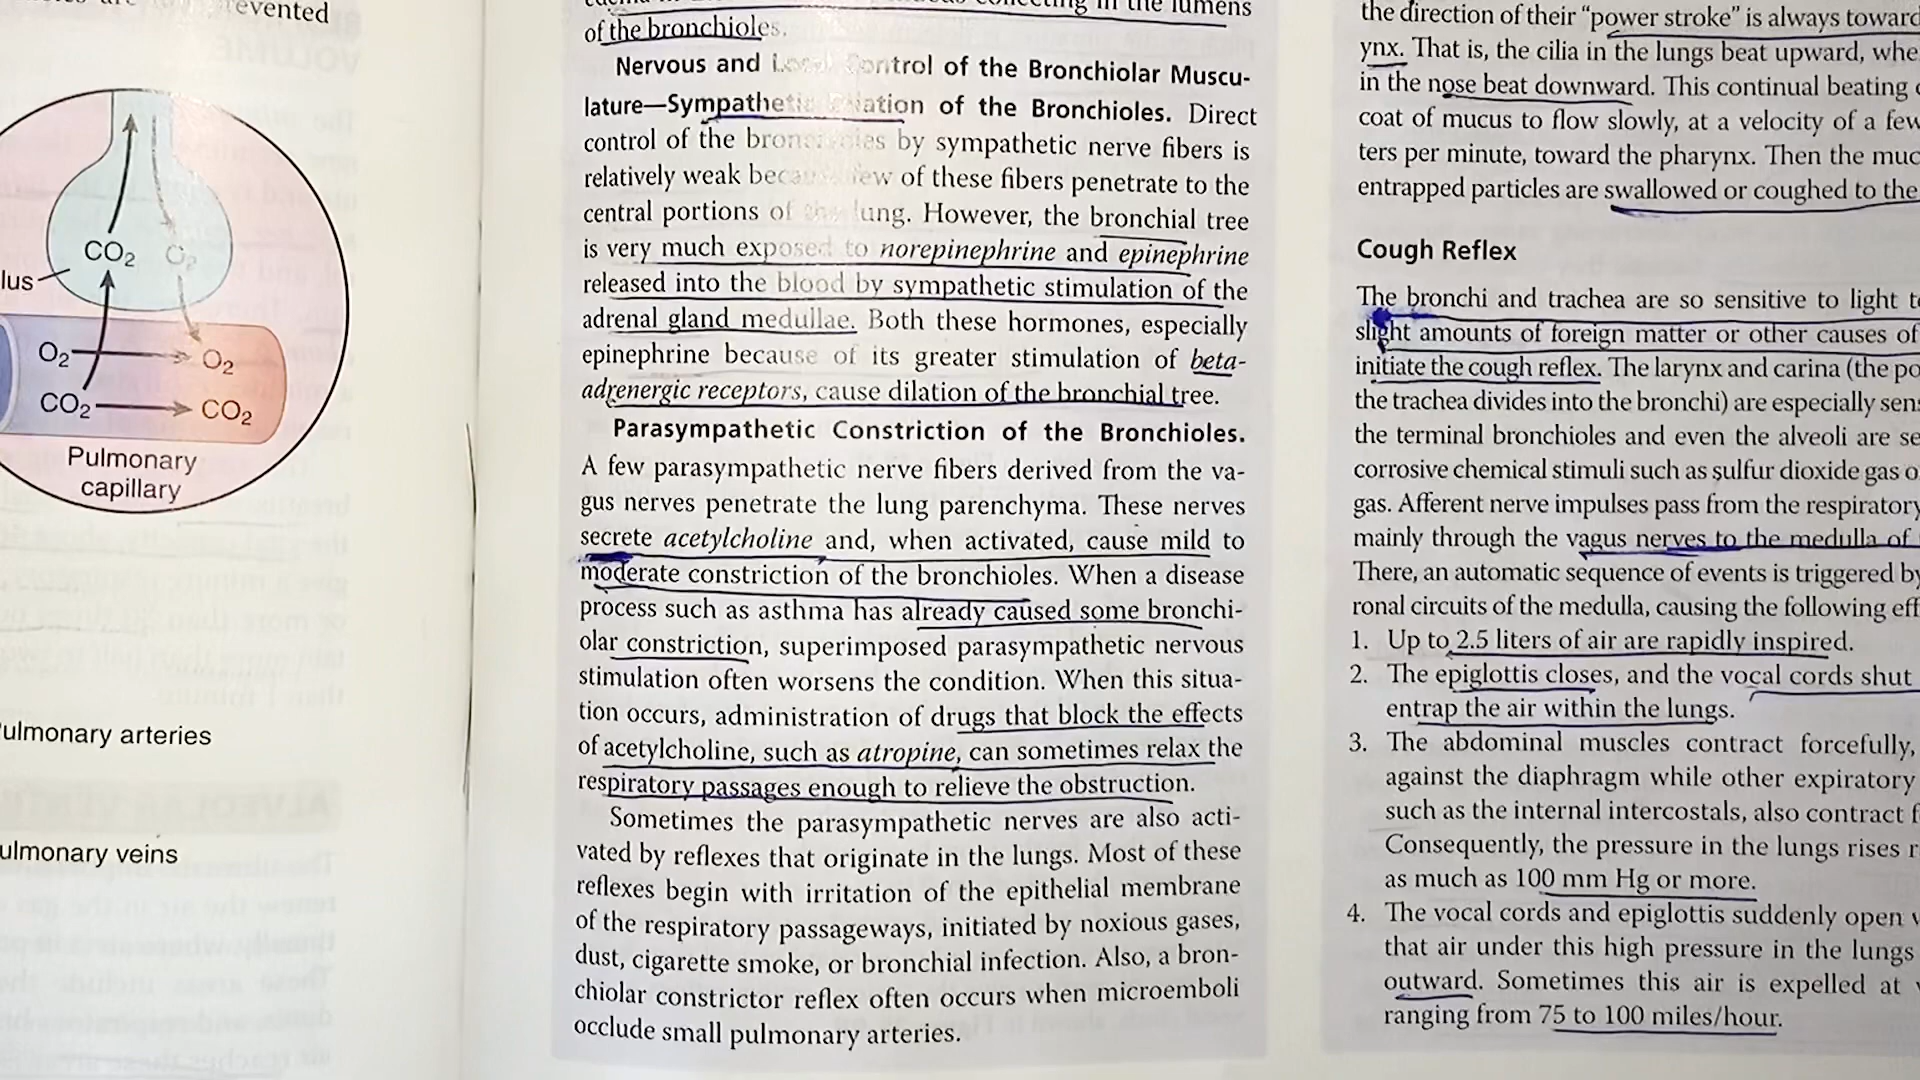 evented
CO2
O2
lus
O2
O2
CO2
CO2
Pulmonary
capillary
ulmonary arteries
ulmonary veins
in the lumens
of the bronchioles.
Nervous and Local Control of the Bronchiolar Muscu-
lature—Sympathetic Dilation of the Bronchioles. Direct
control of the bronchioles by sympathetic nerve fibers is
relatively weak because few of these fibers penetrate to the
central portions of the lung. However, the bronchial tree
is very much exposed to norepinephrine and epinephrine
released into the blood by sympathetic stimulation of the
adrenal gland medullae. Both these hormones, especially
epinephrine because of its greater stimulation of beta-
adrenergic receptors, cause dilation of the bronchial tree.
Parasympathetic Constriction of the Bronchioles.
A few parasympathetic nerve fibers derived from the va-
gus nerves penetrate the lung parenchyma. These nerves
secrete acetylcholine and, when activated, cause mild to
moderate constriction of the bronchioles. When a disease
process such as asthma has already caused some bronchi-
olar constriction, superimposed parasympathetic nervous
stimulation often worsens the condition. When this situa-
tion occurs, administration of drugs that block the effects
of acetylcholine, such as atropine, can sometimes relax the
respiratory passages enough to relieve the obstruction.
Sometimes the parasympathetic nerves are also acti-
vated by reflexes that originate in the lungs. Most of these
reflexes begin with irritation of the epithelial membrane
of the respiratory passageways, initiated by noxious gases,
dust, cigarette smoke, or bronchial infection. Also, a bron-
chiolar constrictor reflex often occurs when microemboli
occlude small pulmonary arteries.
the direction of their “power stroke” is always toward
ynx. That is, the cilia in the lungs beat upward, whe
in the nose beat downward. This continual beating
coat of mucus to flow slowly, at a velocity of a few
ters per minute, toward the pharynx. Then the muc
entrapped particles are swallowed or coughed to the
Cough Reflex
The bronchi and trachea are so sensitive to light t
slight amounts of foreign matter or other causes of
initiate the cough reflex. The larynx and carina (the po
the trachea divides into the bronchi) are especially sens
the terminal bronchioles and even the alveoli are se
corrosive chemical stimuli such as sulfur dioxide gas o
gas. Afferent nerve impulses pass from the respiratory
mainly through the vagus nerves to the medulla of
There, an automatic sequence of events is triggered by
ronal circuits of the medulla, causing the following eff
1. Up to 2.5 liters of air are rapidly inspired.
2. The epiglottis closes, and the vocal cords shut
entrap the air within the lungs.
3. The abdominal muscles contract forcefully,
against the diaphragm while other expiratory
such as the internal intercostals, also contract f
Consequently, the pressure in the lungs rises r
as much as 100 mm Hg or more.
4. The vocal cords and epiglottis suddenly open
that air under this high pressure in the lungs
outward. Sometimes this air is expelled at
ranging from 75 to 100 miles/hour.